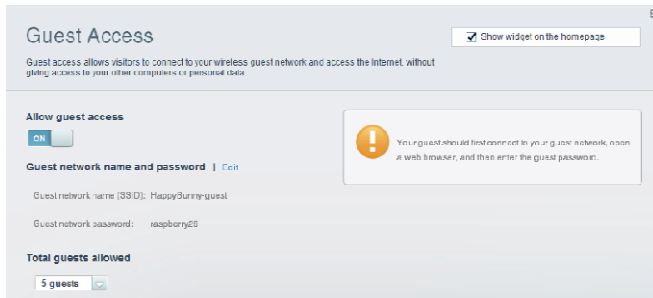 Guest Access
Show widget on the homepage
Guest access allows visitors to connect to your wireless guest network and access the Internet, without
giving access to your other computers or personal data
Allow guest access
ON
Your guest should first connect to your guest network, open
a web browser, and then enter the guest password.
Guest network name and password | Edit
Guest network name (SSID): HappyBunny-guest
Guest network password:
Total guests allowed
5 guests